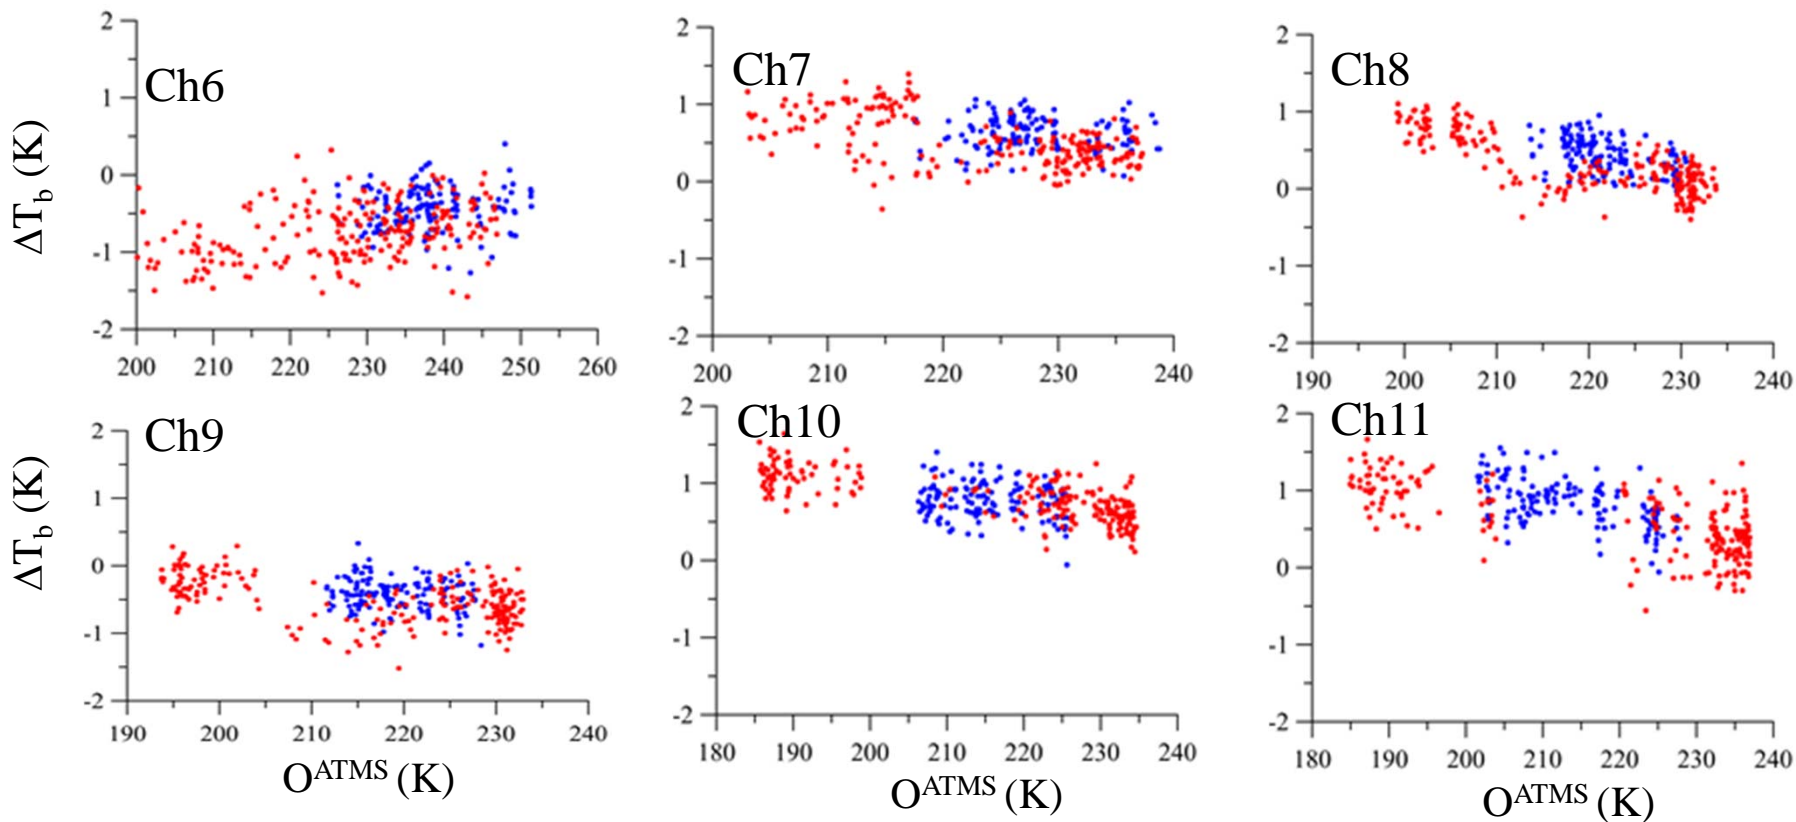 ΔTb (K)
Ch6
2
1
0
-1
-2
200 210 220 230 240 250 260
Ch7
2
1
0
-1
-2
200 210 220 230 240
Ch8
2
1
0
-1
-2
190 200 210 220 230 240
ΔTb (K)
Ch9
2
1
0
-1
-2
190 200 210 220 230 240
OATMS (K)
Ch10
2
1
0
-1
-2
180 190 200 210 220 230 240
OATMS (K)
Ch11
2
1
0
-1
-2
180 190 200 210 220 230 240
OATMS (K)